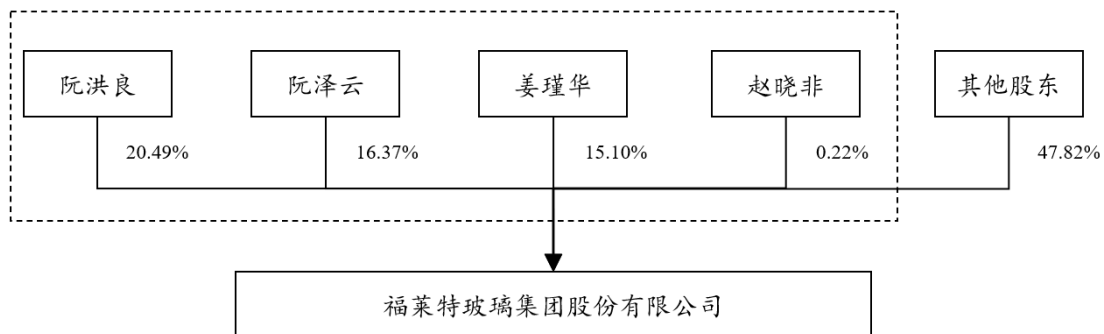 阮洪良 阮泽云 姜瑾华 赵晓非 其他股东
20.49% 16.37% 15.10% 0.22% 47.82%
福莱特玻璃集团股份有限公司